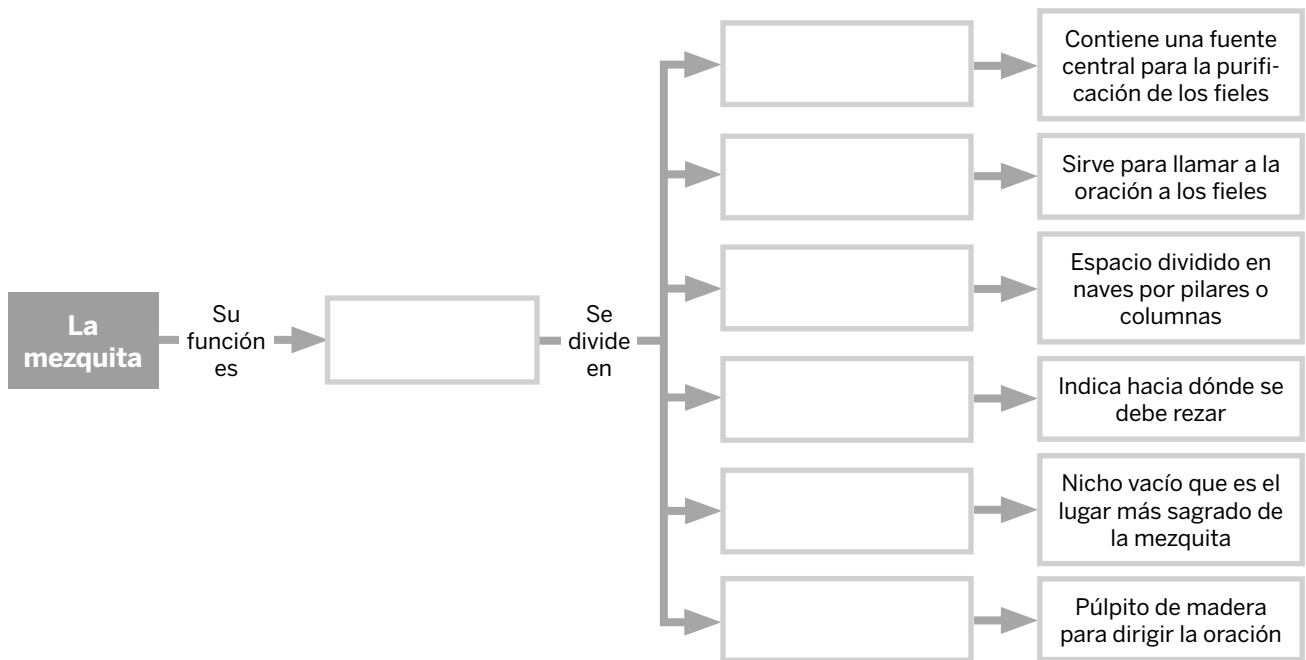 La
mezquita
Su
función
es
Se
divide
en
Contiene una fuente
central para la purifi-
cación de los fieles
Sirve para llamar a la
oración a los fieles
Espacio dividido en
naves por pilares o
columnas
Indica hacia dónde se
debe rezar
Nicho vacío que es el
lugar más sagrado de
la mezquita
Púlpito de madera
para dirigir la oración